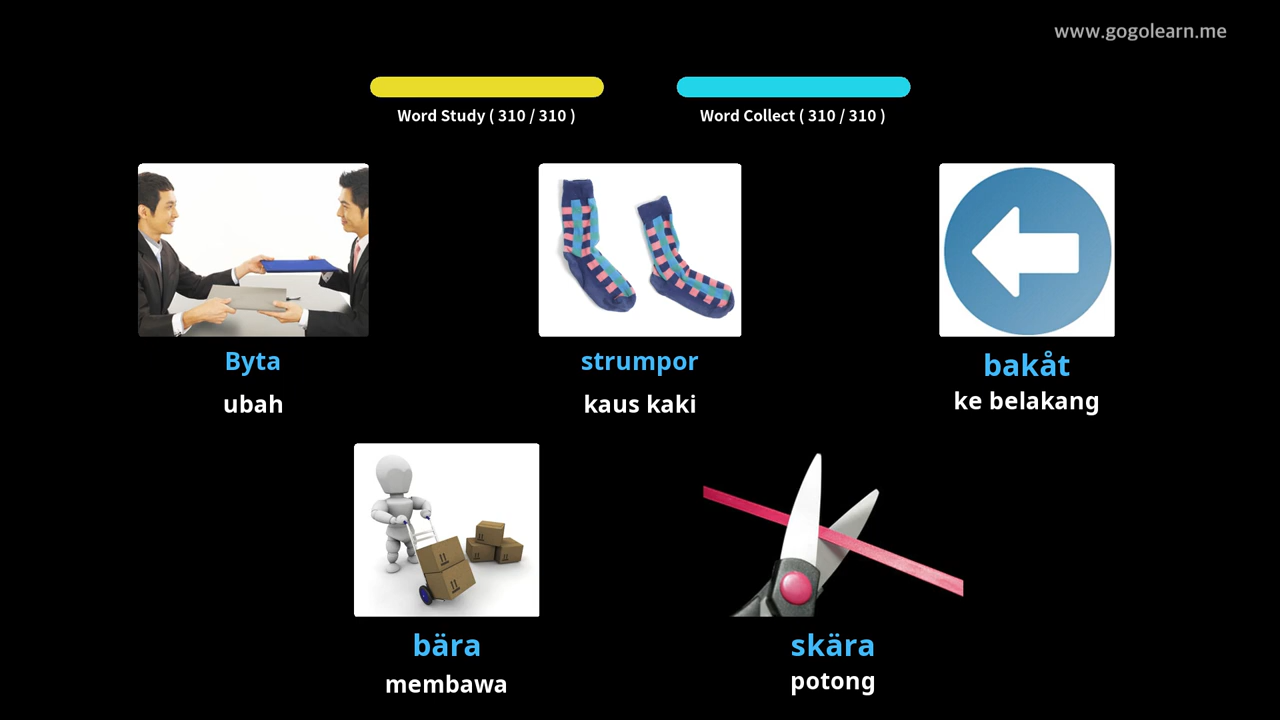 www.gogolearn.me
Word Study ( 310 / 310 )
Word Collect ( 310 / 310 )
Byta
ubah
strumpor
kaus kaki
bakåt
ke belakang
bära
membawa
skära
potong